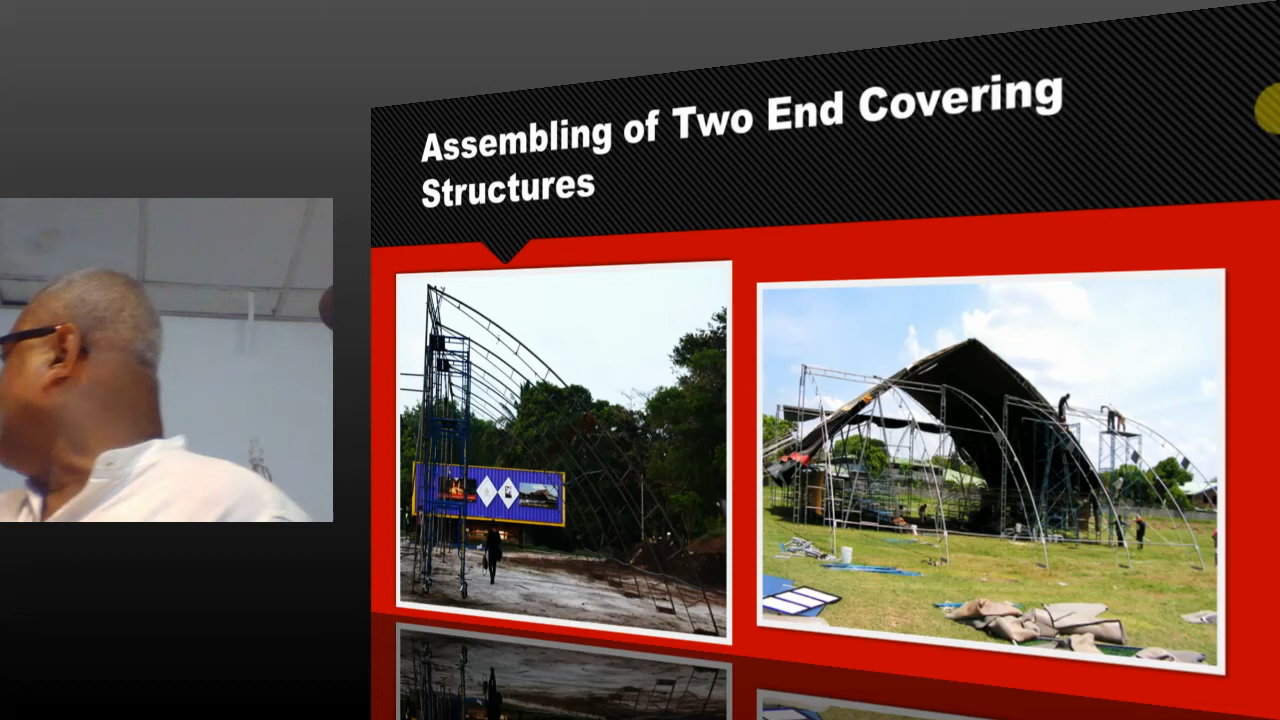 Assembling of Two End Covering
Structures